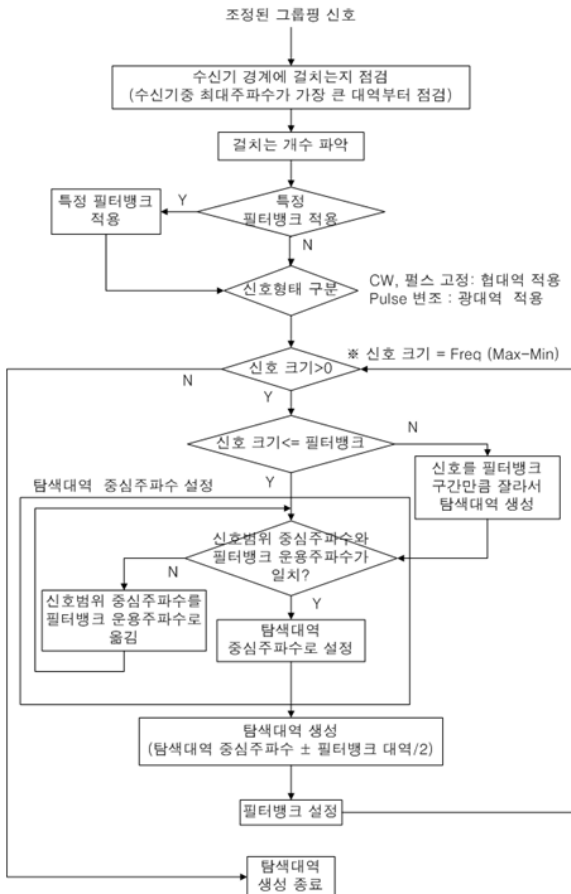 조정된 그룹핑 신호
수신기 경계에 걸치는지 점검
(수신기중 최대주파수가 가장 큰 대역부터 점검)
걸치는 개수 파악
특정
필터뱅크 적용
Y
특정 필터뱅크
적용
N
신호형태 구분
CW, 펄스 고정: 협대역 적용
Pulse 변조 : 광대역 적용
※ 신호 크기 = Freq (Max-Min)
신호 크기>0
N
Y
신호 크기<= 필터뱅크
N
Y
신호를 필터뱅크
구간만큼 잘라서
탐색대역 생성
탐색대역 중심주파수 설정
신호범위 중심주파수와
필터뱅크 운용주파수가
일치?
N
Y
신호범위 중심주파수를
필터뱅크 운용주파수로
옮김
탐색대역
중심주파수로 설정
탐색대역 생성
(탐색대역 중심주파수 ± 필터뱅크 대역/2)
필터뱅크 설정
탐색대역
생성 종료